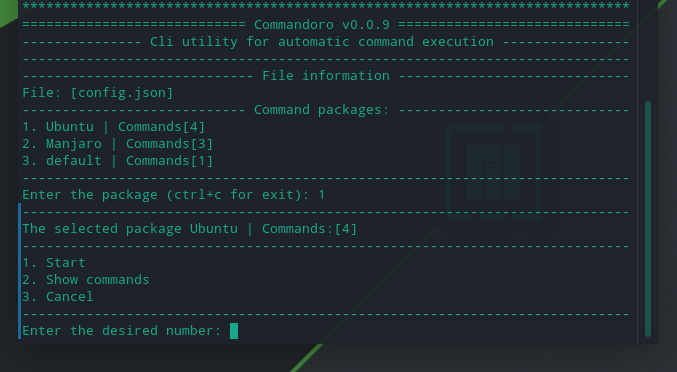 ****************************************************************************
============================ Commandoro v0.0.9 =============================
--------------- Cli utility for automatic command execution ----------------
----------------------------------------------------------------------------
----------------------------- File information -----------------------------
File: [config.json]
---------------------------- Command packages: -----------------------------
1. Ubuntu | Commands[4]
2. Manjaro | Commands[3]
3. default | Commands[1]
----------------------------------------------------------------------------
Enter the package (ctrl+c for exit): 1
----------------------------------------------------------------------------
The selected package Ubuntu | Commands:[4]
----------------------------------------------------------------------------
1. Start
2. Show commands
3. Cancel
----------------------------------------------------------------------------
Enter the desired number: